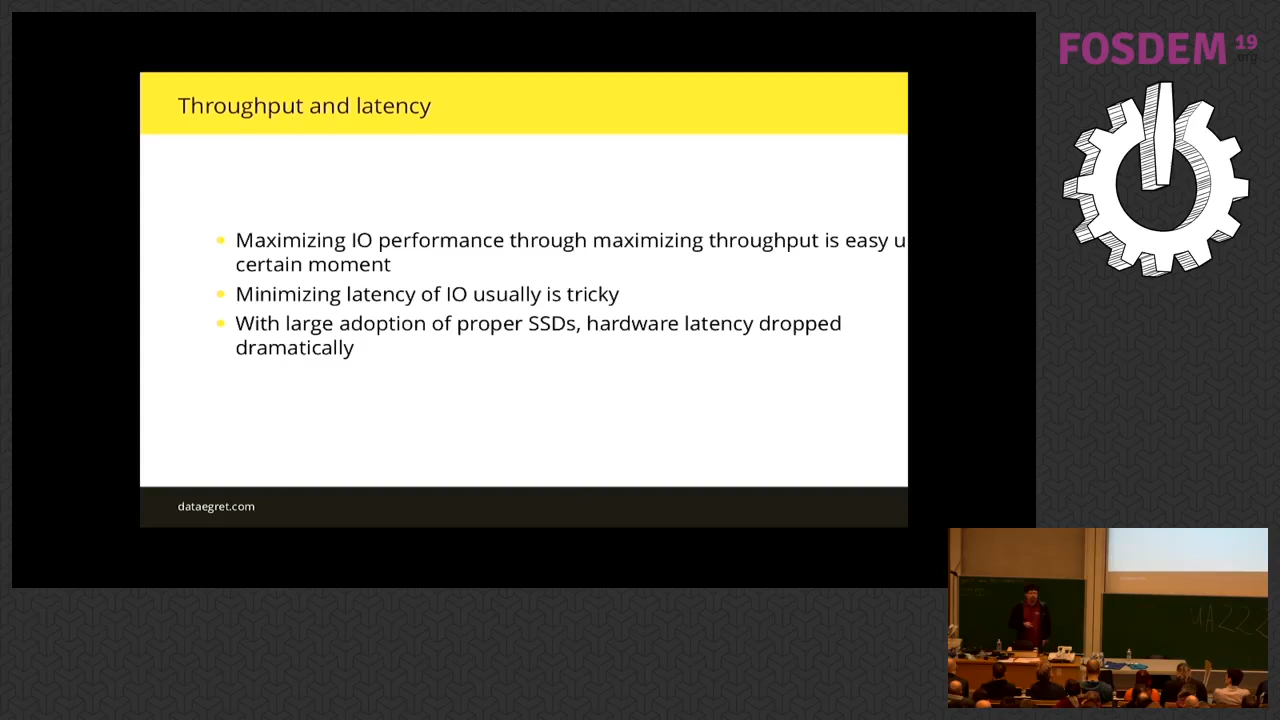 FOSDEM 19
.org
Throughput and latency
Maximizing IO performance through maximizing throughput is easy u
certain moment
Minimizing latency of IO usually is tricky
With large adoption of proper SSDs, hardware latency dropped
dramatically
dataegret.com